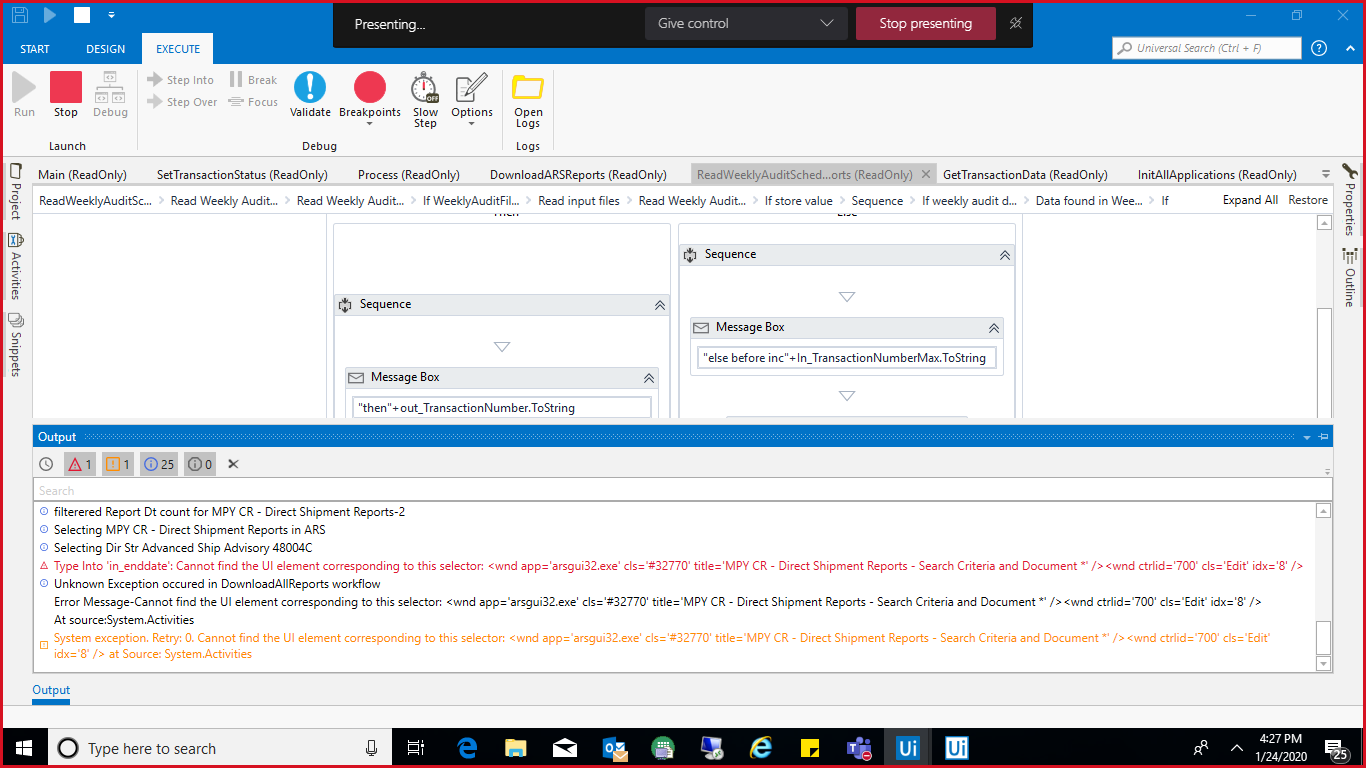 Presenting...
Give control
Stop presenting
START
DESIGN
EXECUTE
Universal Search (Ctrl + F)
?
Run
Stop
Debug
Step Into
Step Over
Break
Focus
Validate
Breakpoints
Slow Step
OFF
Options
Open Logs
Launch
Debug
Logs
Main (ReadOnly)
SetTransactionStatus (ReadOnly)
Process (ReadOnly)
DownloadARSReports (ReadOnly)
ReadWeeklyAuditSched...orts (ReadOnly)
GetTransactionData (ReadOnly)
InitAllApplications (ReadOnly)
Project
Activities
Snippets
Properties
Outline
ReadWeeklyAuditSc... > Read Weekly Audit... > Read Weekly Audit... > If WeeklyAuditFil... > Read input files > Read Weekly Audit... > If store value > Sequence > If weekly audit d... > Data found in Wee... > If
Expand All
Restore
Then
Else
Sequence
Sequence
Message Box
"else before inc"+In_TransactionNumberMax.ToString
Message Box
"then"+out_TransactionNumber.ToString
Output
1
1
25
0
Search
filterered Report Dt count for MPY CR - Direct Shipment Reports-2
Selecting MPY CR - Direct Shipment Reports in ARS
Selecting Dir Str Advanced Ship Advisory 48004C
Type Into 'in_enddate': Cannot find the UI element corresponding to this selector: <wnd app='arsgui32.exe' cls='#32770' title='MPY CR - Direct Shipment Reports - Search Criteria and Document *' /><wnd ctrlid='700' cls='Edit' idx='8' />
Unknown Exception occured in DownloadAllReports workflow
Error Message-Cannot find the UI element corresponding to this selector: <wnd app='arsgui32.exe' cls='#32770' title='MPY CR - Direct Shipment Reports - Search Criteria and Document *' /><wnd ctrlid='700' cls='Edit' idx='8' />
At source:System.Activities
System exception. Retry: 0. Cannot find the UI element corresponding to this selector: <wnd app='arsgui32.exe' cls='#32770' title='MPY CR - Direct Shipment Reports - Search Criteria and Document *' /><wnd ctrlid='700' cls='Edit'
idx='8' /> at Source: System.Activities
Output
Type here to search
Ui
Ui
4:27 PM
1/24/2020
25